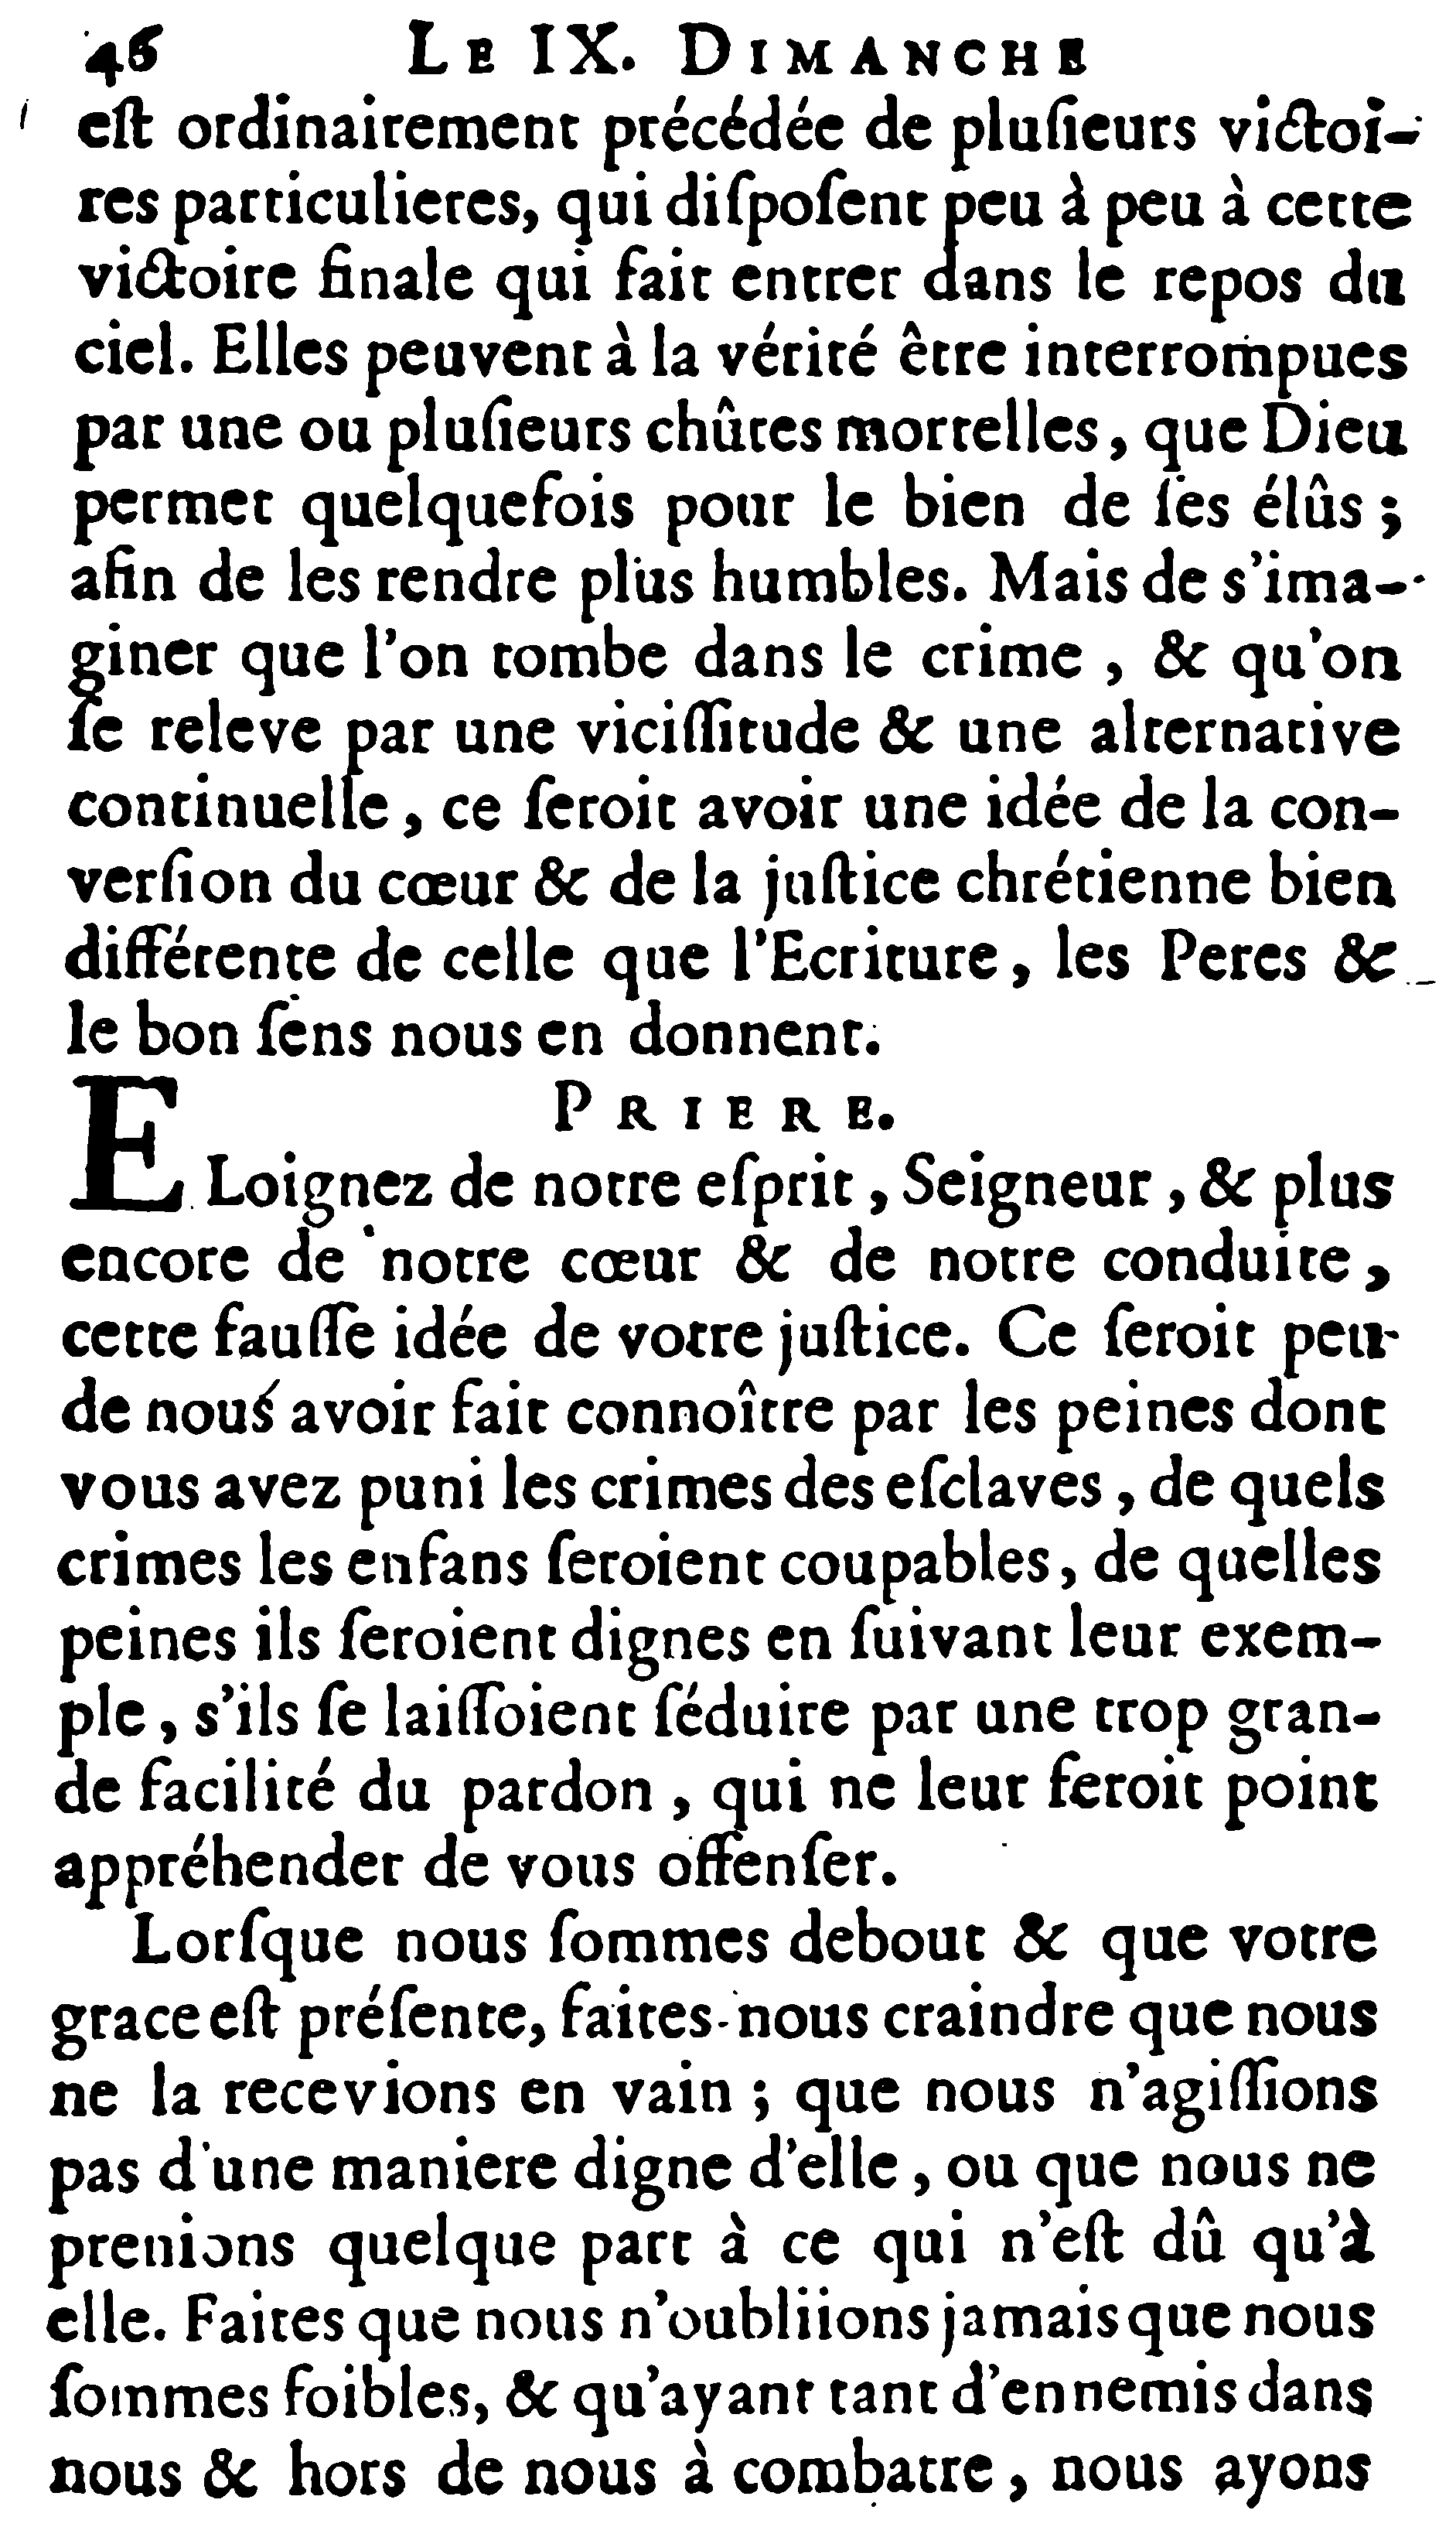 46 LE IX. DIMANCHE
eſt ordinairement précédée de pluſieurs victoi-
res particulieres, qui diſpoſent peu à peu à cette
victoire finale qui fait entrer dans le repos du
ciel. Elles peuvent à la vérité être interrompues
par une ou pluſieurs chûtes mortelles, que Dieu
permet quelquefois pour le bien de ſes élûs ;
afin de les rendre plus humbles. Mais de s'ima-
giner que l'on tombe dans le crime , & qu'on
ſe releve par une viciſſitude & une alternative
continuelle , ce ſeroit avoir une idée de la con-
verſion du cœur & de la juſtice chrétienne bien
différente de celle que l'Ecriture, les Peres &
le bon ſens nous en donnent.
PRIERE.
ELoignez de notre eſprit , Seigneur , & plus
encore de notre cœur & de notre conduite,
cette fauſſe idée de votre juſtice. Ce ſeroit peu
de nous avoir fait connoître par les peines dont
vous avez puni les crimes des eſclaves , de quels
crimes les enfans ſeroient coupables, de quelles
peines ils ſeroient dignes en ſuivant leur exem-
ple , s'ils ſe laiſſoient ſéduire par une trop gran-
de facilité du pardon , qui ne leur feroit point
appréhender de vous offenſer.
Lorſque nous ſommes debout & que votre
grace eſt préſente, faites-nous craindre que nous
ne la recevions en vain ; que nous n'agiſſions
pas d'une maniere digne d'elle , ou que nous ne
prenions quelque part à ce qui n'eſt dû qu'à
elle. Faites que nous n'oubliions jamais que nous
ſommes foibles, & qu'ayant tant d'ennemis dans
nous & hors de nous à combatre , nous ayons